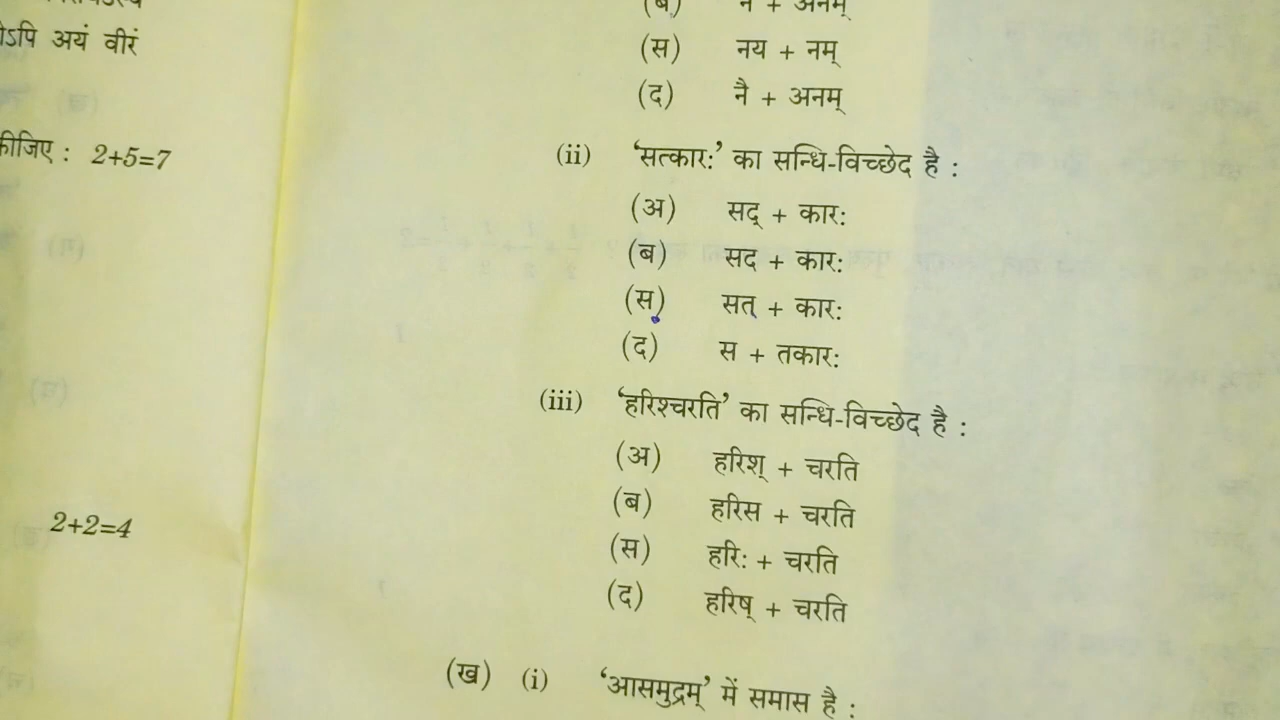 ोऽपि अयं वीरं
कीजिए : 2+5=7
2+2=4
(ब) न + अनम्
(स) नय + नम्
(द) नै + अनम्
(ii) ‘सत्कारः’ का सन्धि-विच्छेद है :
(अ) सद् + कारः
(ब) सद + कारः
(स) सत् + कारः
(द) स + तकारः
(iii) ‘हरिश्चरति’ का सन्धि-विच्छेद है :
(अ) हरिश् + चरति
(ब) हरिस + चरति
(स) हरिः + चरति
(द) हरिष् + चरति
(ख) (i) ‘आसमुद्रम्’ में समास है :